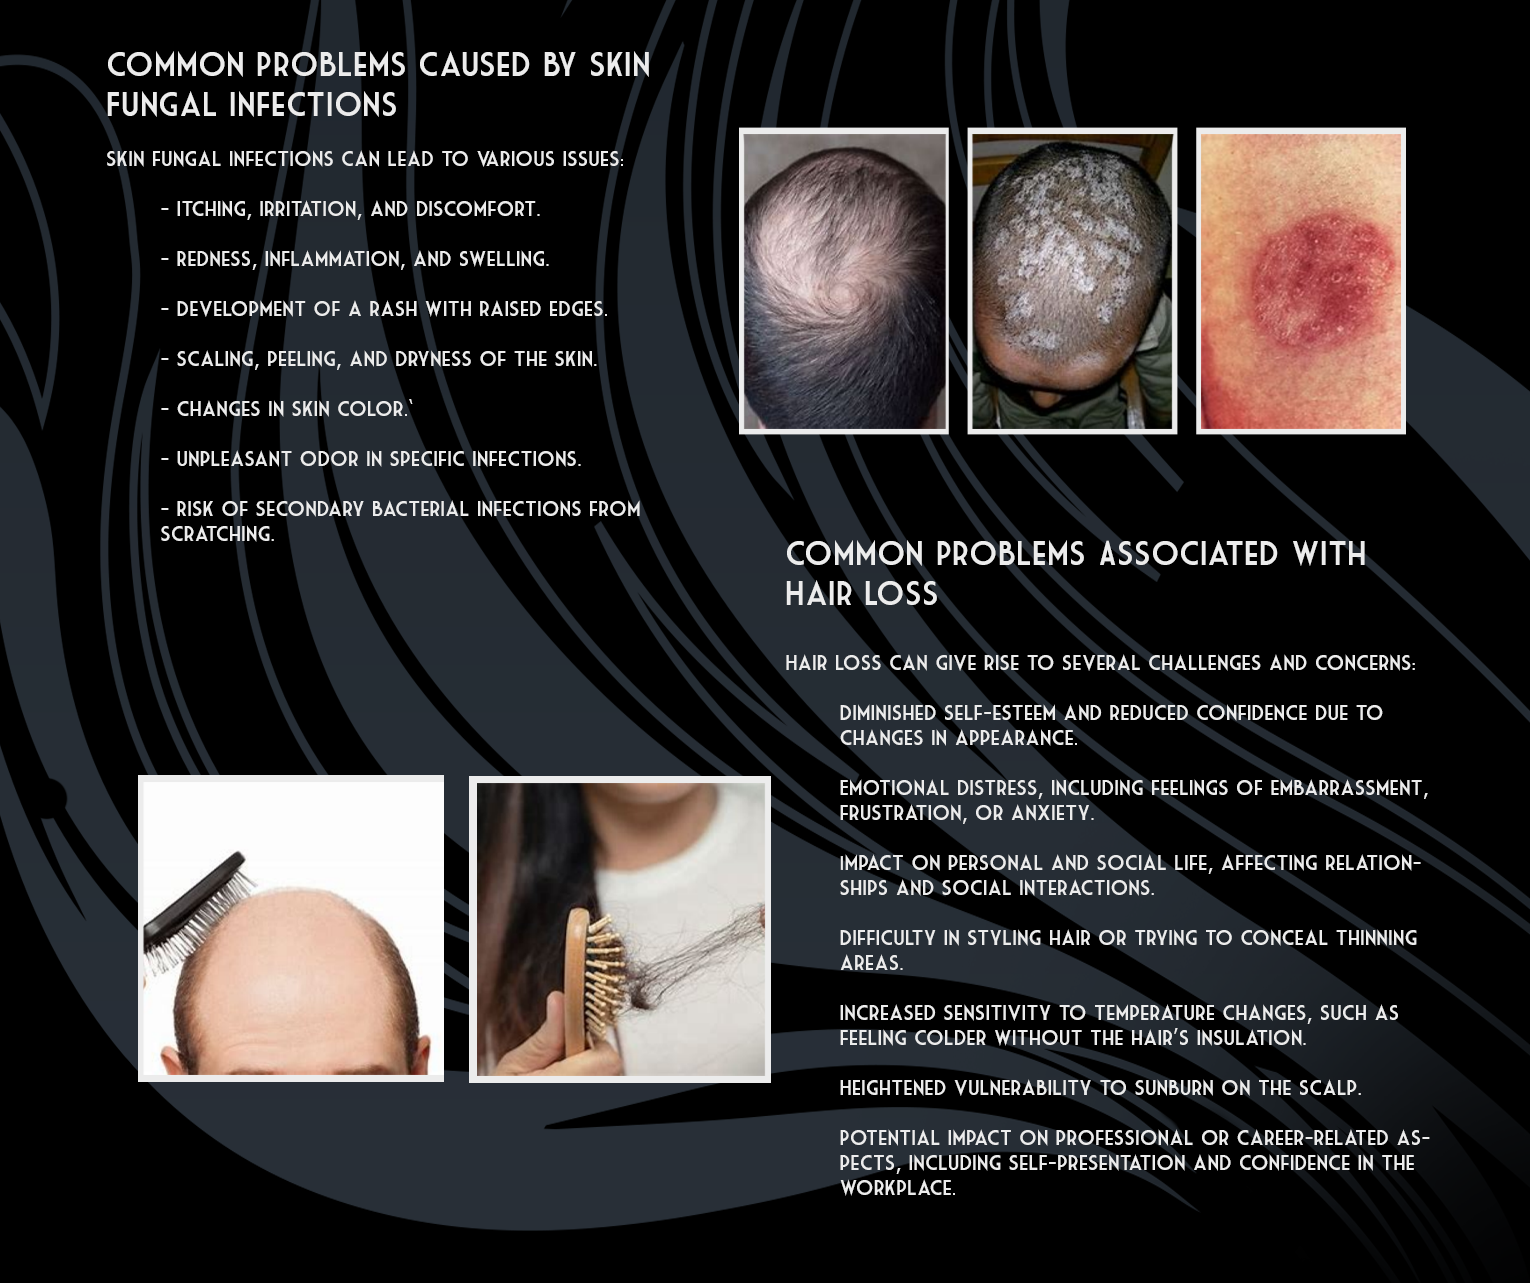 COMMON PROBLEMS CAUSED BY SKIN
FUNGAL INFECTIONS
SKIN FUNGAL INFECTIONS CAN LEAD TO VARIOUS ISSUES:
- ITCHING, IRRITATION, AND DISCOMFORT.
- REDNESS, INFLAMMATION, AND SWELLING.
- DEVELOPMENT OF A RASH WITH RAISED EDGES.
- SCALING, PEELING, AND DRYNESS OF THE SKIN.
- CHANGES IN SKIN COLOR.`
- UNPLEASANT ODOR IN SPECIFIC INFECTIONS.
- RISK OF SECONDARY BACTERIAL INFECTIONS FROM
SCRATCHING.
COMMON PROBLEMS ASSOCIATED WITH
HAIR LOSS
HAIR LOSS CAN GIVE RISE TO SEVERAL CHALLENGES AND CONCERNS:
DIMINISHED SELF-ESTEEM AND REDUCED CONFIDENCE DUE TO
CHANGES IN APPEARANCE.
EMOTIONAL DISTRESS, INCLUDING FEELINGS OF EMBARRASSMENT,
FRUSTRATION, OR ANXIETY.
IMPACT ON PERSONAL AND SOCIAL LIFE, AFFECTING RELATION-
SHIPS AND SOCIAL INTERACTIONS.
DIFFICULTY IN STYLING HAIR OR TRYING TO CONCEAL THINNING
AREAS.
INCREASED SENSITIVITY TO TEMPERATURE CHANGES, SUCH AS
FEELING COLDER WITHOUT THE HAIR'S INSULATION.
HEIGHTENED VULNERABILITY TO SUNBURN ON THE SCALP.
POTENTIAL IMPACT ON PROFESSIONAL OR CAREER-RELATED AS-
PECTS, INCLUDING SELF-PRESENTATION AND CONFIDENCE IN THE
WORKPLACE.